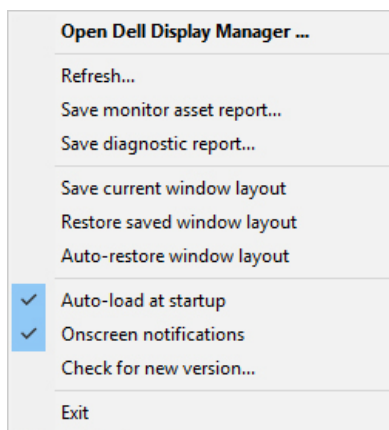 Open Dell Display Manager ...
Refresh...
Save monitor asset report...
Save diagnostic report...
Save current window layout
Restore saved window layout
Auto-restore window layout
Auto-load at startup
Onscreen notifications
Check for new version...
Exit